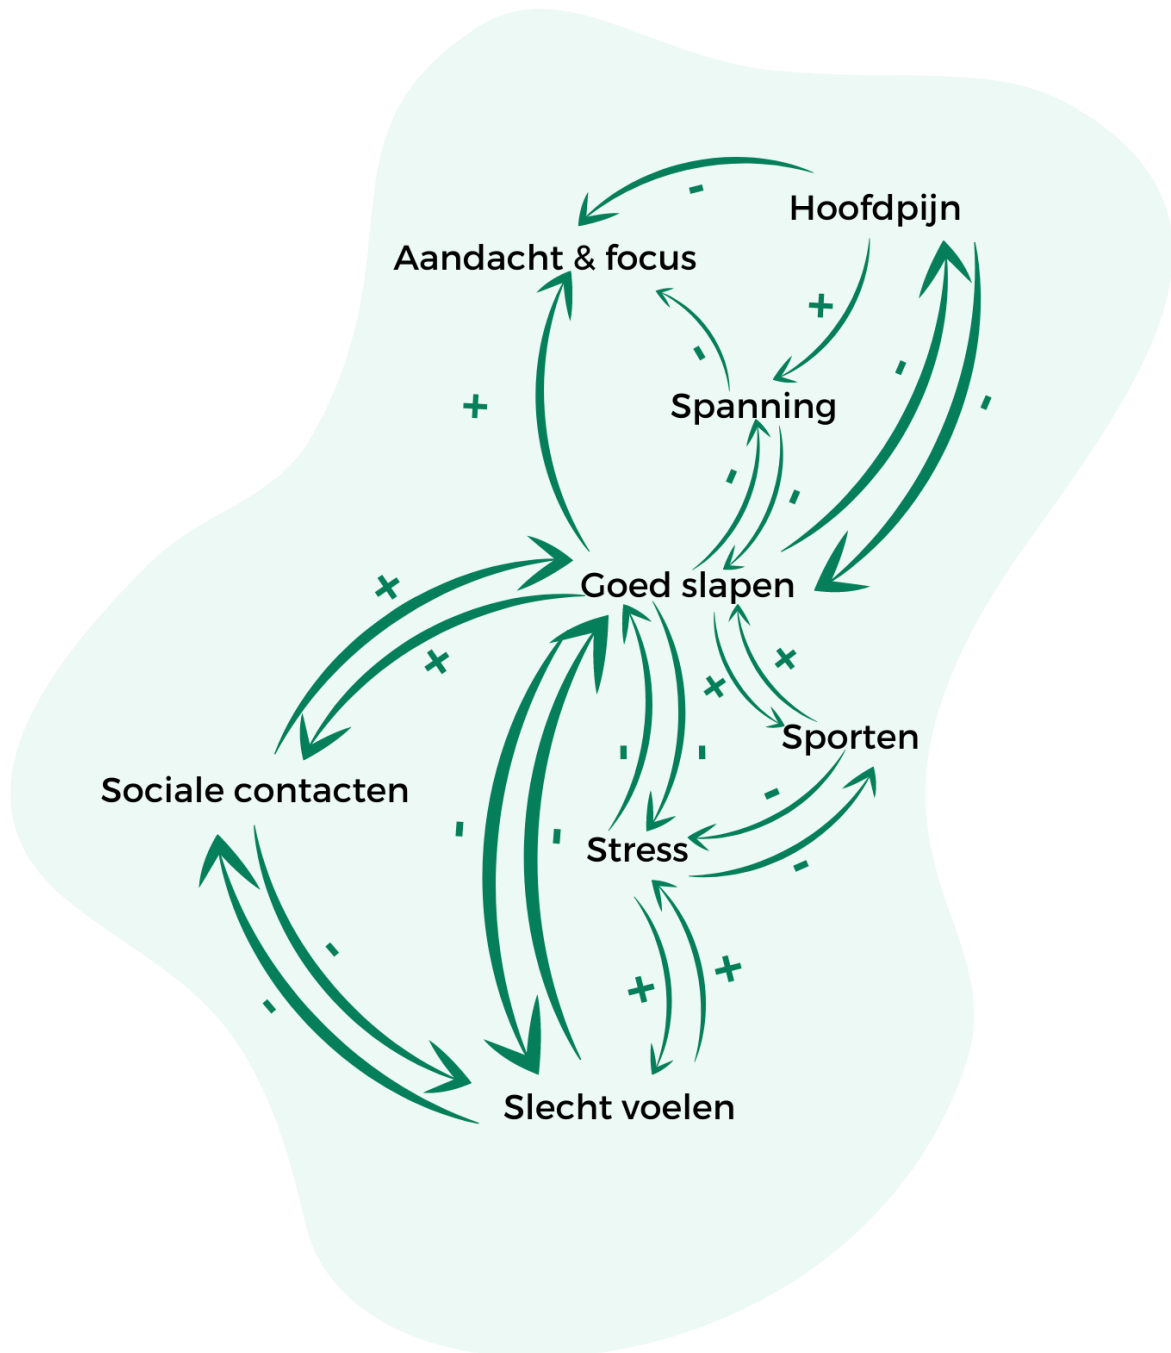 -
Hoofdpijn
Aandacht & focus
+
-
-
-
+
Spanning
-
-
Goed slapen
+
+
+
+
Sporten
-
-
-
Sociale contacten
-
-
Stress
-
-
-
+
+
Slecht voelen